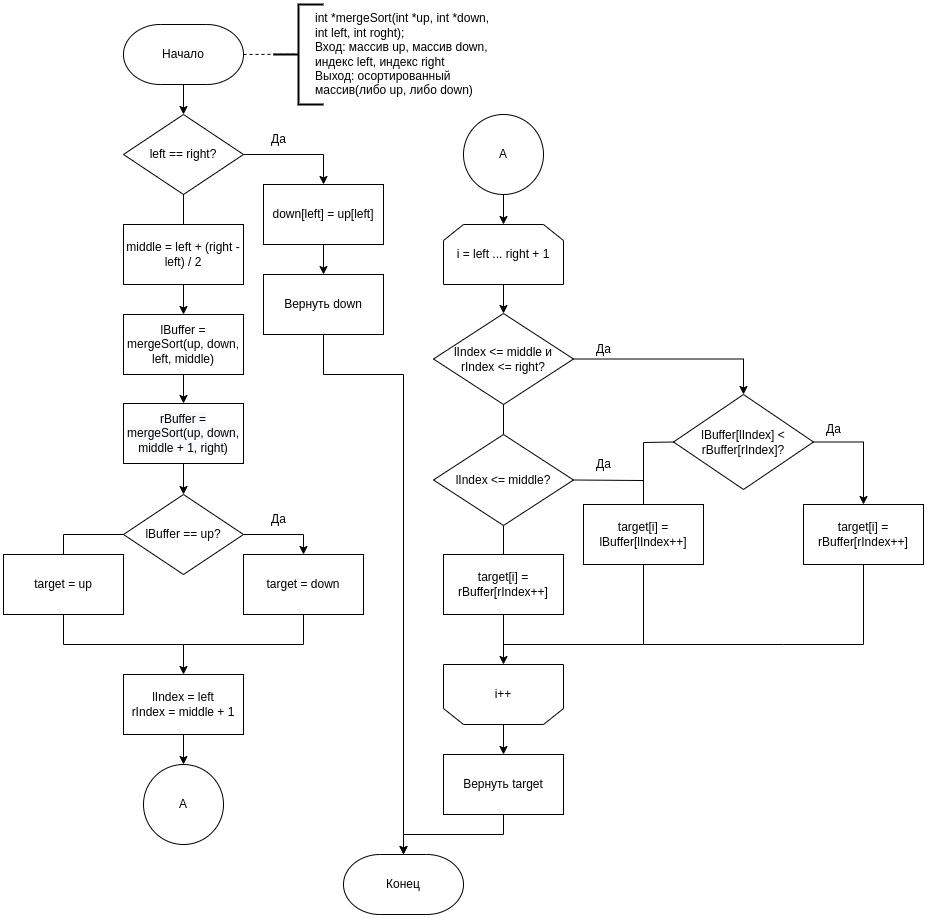 Начало
int *mergeSort(int *up, int *down,
int left, int roght);
Вход: массив up, массив down,
индекс left, индекс right
Выход: осортированный
массив(либо up, либо down)
left == right?
Да
down[left] = up[left]
Вернуть down
middle = left + (right -
left) / 2
lBuffer =
mergeSort(up, down,
left, middle)
rBuffer =
mergeSort(up, down,
middle + 1, right)
lBuffer == up?
Да
target = up
target = down
lIndex = left
rIndex = middle + 1
A
A
i = left ... right + 1
lIndex <= middle и
rIndex <= right?
Да
lBuffer[lIndex] <
rBuffer[rIndex]?
Да
lIndex <= middle?
Да
target[i] =
lBuffer[lIndex++]
target[i] =
rBuffer[rIndex++]
target[i] =
rBuffer[rIndex++]
i++
Вернуть target
Конец